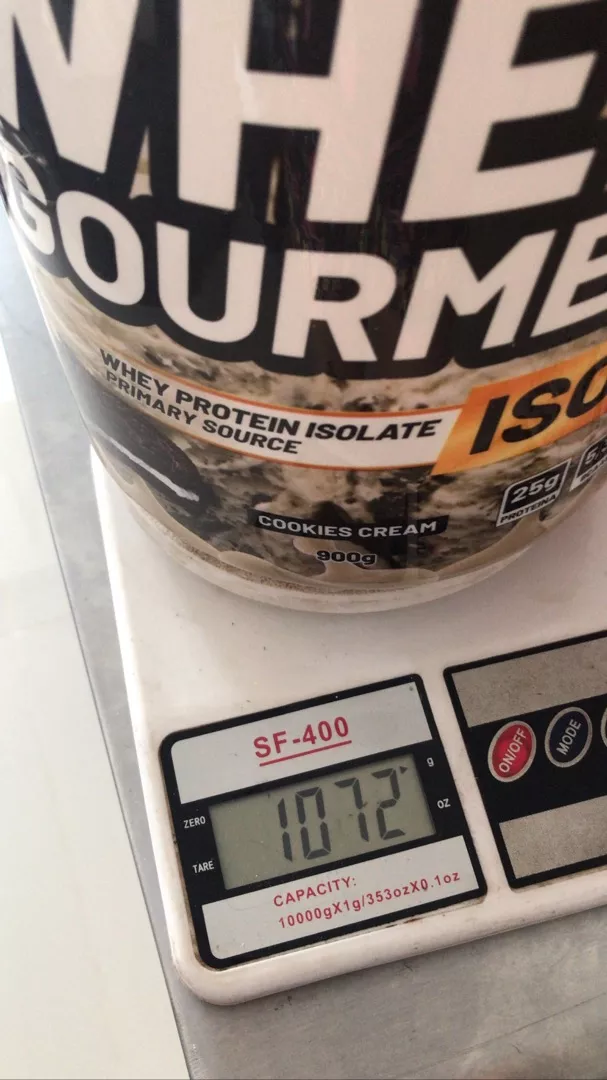 WHE
GOURME
WHEY PROTEIN ISOLATE
PRIMARY SOURCE
ISO
25g
PROTEINA
COOKIES CREAM
900g
SF-400
1072
g
oz
ZERO
TARE
CAPACITY:
10000gX1g/353ozX0.1oz
ON/OFF
MODE